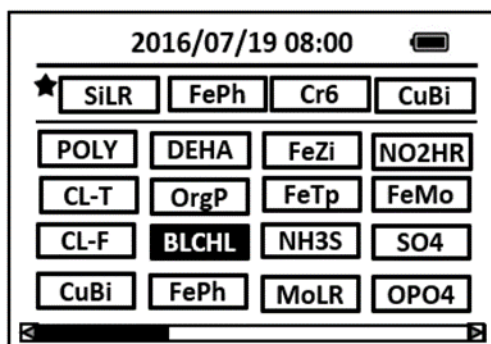 2016/07/19 08:00
SiLR FePh Cr6 CuBi
POLY DEHA FeZi NO2HR
CL-T OrgP FeTp FeMo
CL-F BLCHL NH3S SO4
CuBi FePh MoLR OPO4